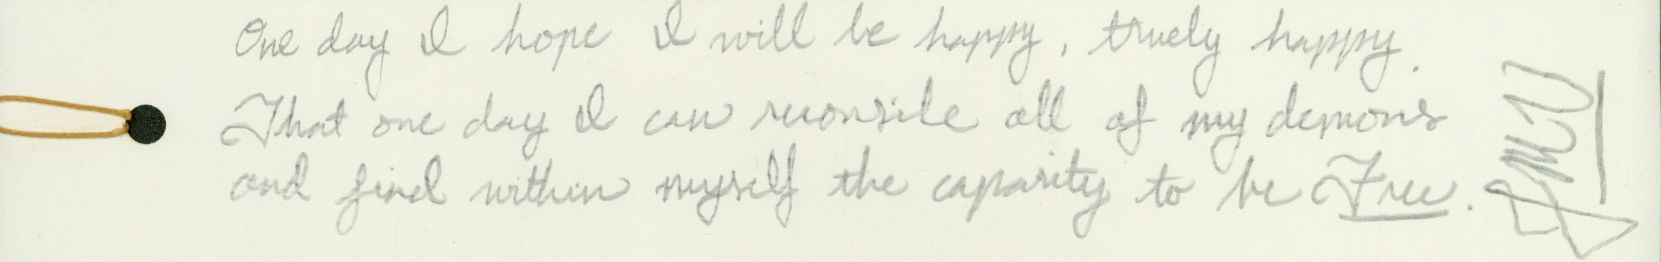 One day I hope I will be happy, truely happy.
That one day I can reconsile all of my demons
and find within myself the capasity to be Free.